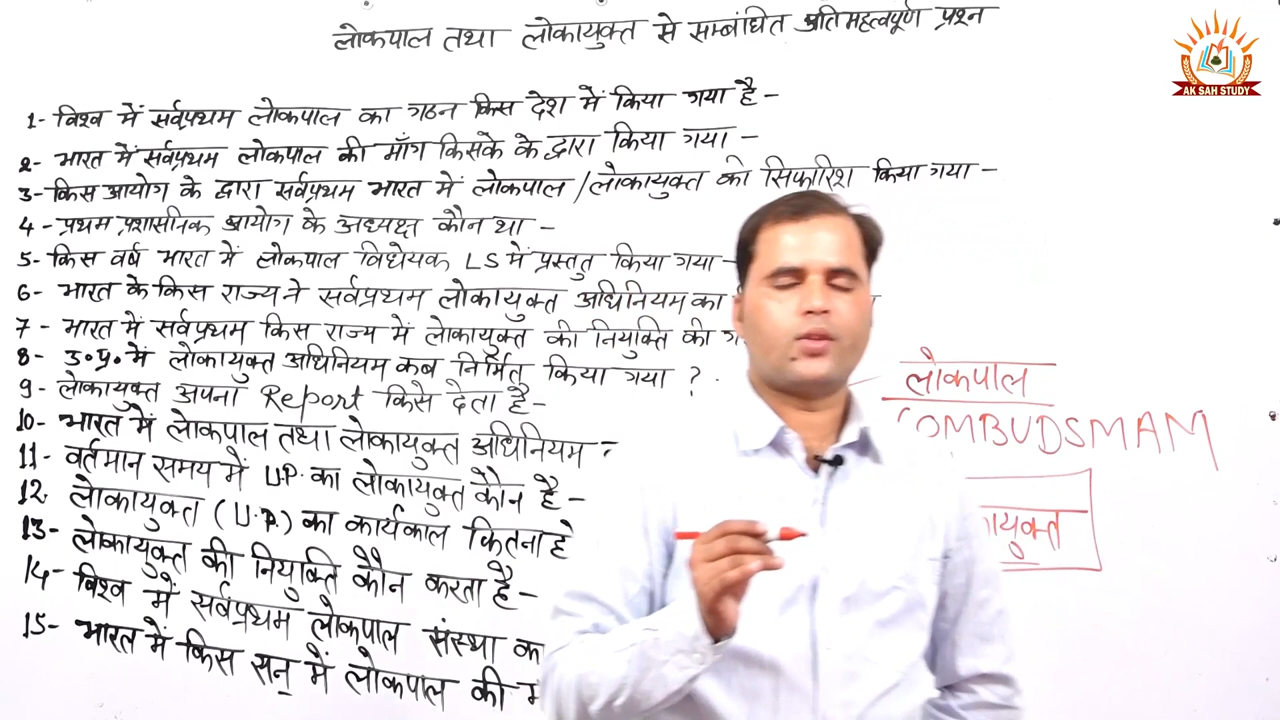 लोकपाल तथा लोकायुक्त से सम्बंधित अतिमहत्वपूर्ण प्रश्न
AK SAH STUDY
1- विश्व में सर्वप्रथम लोकपाल का गठन किस देश में किया गया है -
2- भारत में सर्वप्रथम लोकपाल की माँग किसके के द्वारा किया गया -
3- किस आयोग के द्वारा सर्वप्रथम भारत में लोकपाल /लोकायुक्त की सिफारिश किया गया -
4- प्रथम प्रशासनिक आयोग के अध्यक्ष कौन था -
5- किस वर्ष भारत में लोकपाल विधेयक LS में प्रस्तुत किया गया -
6- भारत के किस राज्य ने सर्वप्रथम लोकायुक्त अधिनियम का
7- भारत में सर्वप्रथम किस राज्य में लोकायुक्त की नियुक्ति की
8- उ.प्र. में लोकायुक्त अधिनियम कब निर्मित किया गया ?
9- लोकायुक्त अपना Report किसे देता है -
10- भारत में लोकपाल तथा लोकायुक्त अधिनियम
11- वर्तमान समय में U.P. का लोकायुक्त कौन है -
12. लोकायुक्त (U.P.) का कार्यकाल कितना है
13- लोकायुक्त की नियुक्ति कौन करता है -
14- विश्व में सर्वप्रथम लोकपाल संस्था का
15- भारत में किस सन् में लोकपाल की
लोकपाल
OMBUDSMAM
ायुक्त